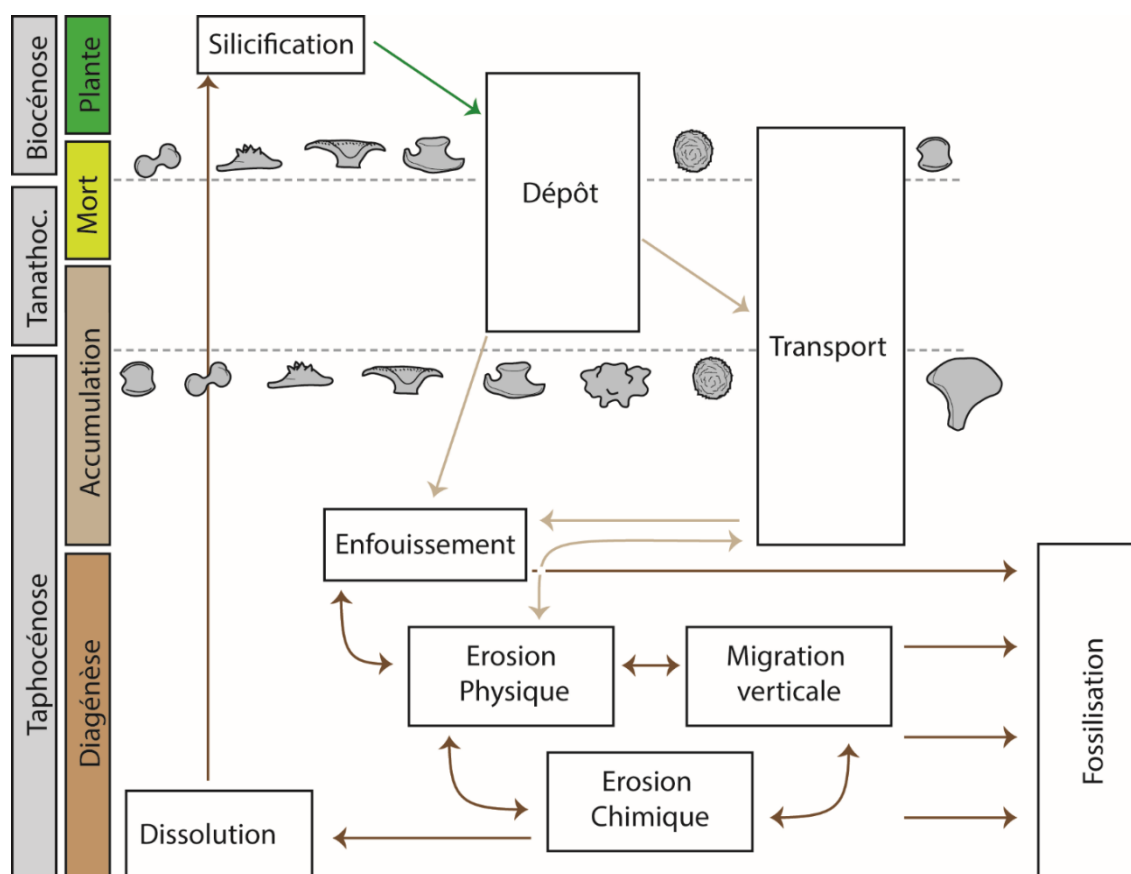 Biocénose
Plante
Silicification
Mort
Dépôt
Tanathoc.
Accumulation
Transport
Taphocénose
Enfouissement
Diagénèse
Erosion
Physique
Migration
verticale
Fossilisation
Erosion
Chimique
Dissolution